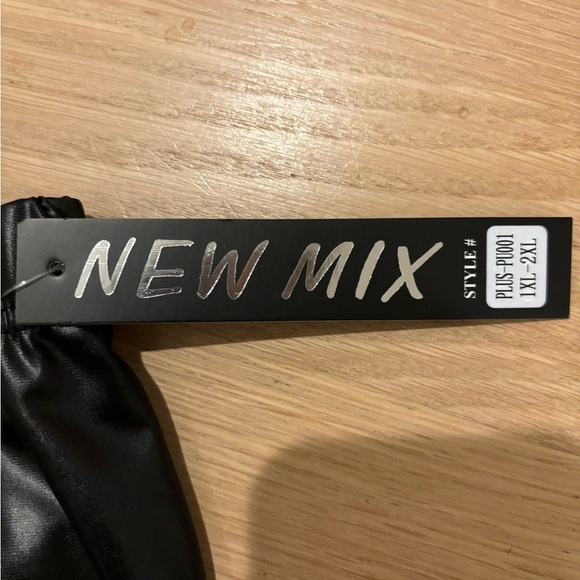 NEW MIX
STYLE #
PLUS-PU001
1XL-2XL